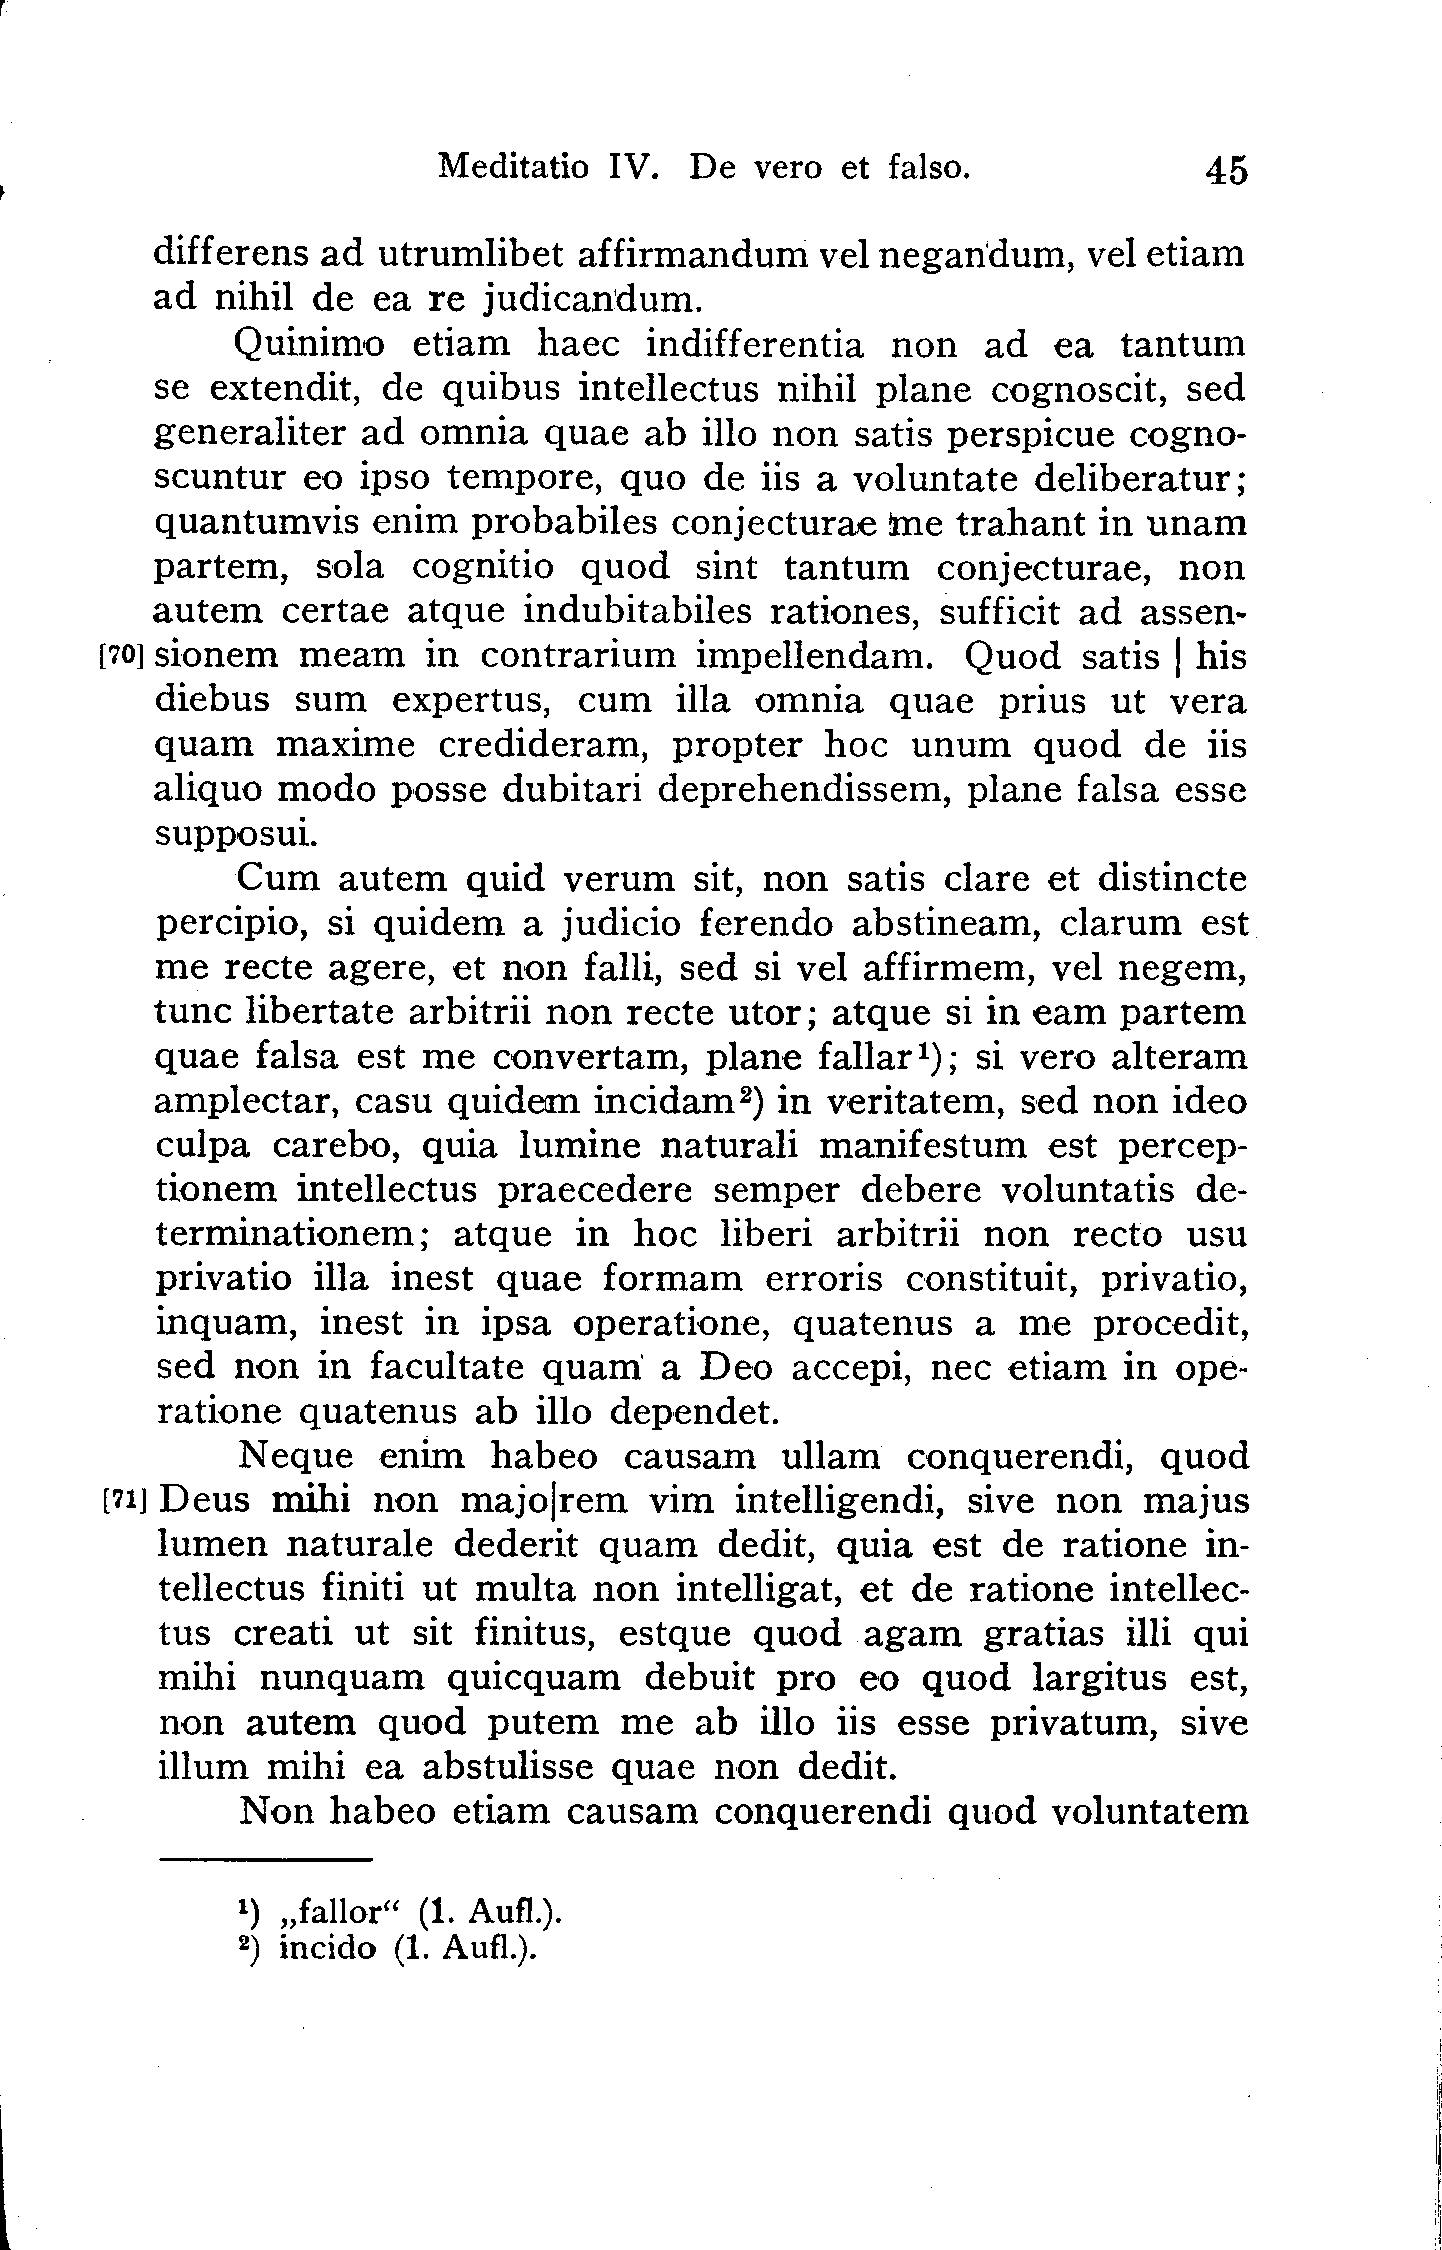 Meditatio IV. De vero et falso. 45
differens ad utrumlibet affirmandum vel negandum, vel etiam
ad nihil de ea re judicandum.
Quinimo etiam haec indifferentia non ad ea tantum
se extendit, de quibus intellectus nihil plane cognoscit, sed
generaliter ad omnia quae ab illo non satis perspicue cogno-
scuntur eo ipso tempore, quo de iis a voluntate deliberatur;
quantumvis enim probabiles conjecturae me trahant in unam
partem, sola cognitio quod sint tantum conjecturae, non
autem certae atque indubitabiles rationes, sufficit ad assen-
[70] sionem meam in contrarium impellendam. Quod satis | his
diebus sum expertus, cum illa omnia quae prius ut vera
quam maxime credideram, propter hoc unum quod de iis
aliquo modo posse dubitari deprehendissem, plane falsa esse
supposui.
Cum autem quid verum sit, non satis clare et distincte
percipio, si quidem a judicio ferendo abstineam, clarum est
me recte agere, et non falli, sed si vel affirmem, vel negem,
tunc libertate arbitrii non recte utor; atque si in eam partem
quae falsa est me convertam, plane fallar¹); si vero alteram
amplectar, casu quidem incidam²) in veritatem, sed non ideo
culpa carebo, quia lumine naturali manifestum est percep-
tionem intellectus praecedere semper debere voluntatis de-
terminationem; atque in hoc liberi arbitrii non recto usu
privatio illa inest quae formam erroris constituit, privatio,
inquam, inest in ipsa operatione, quatenus a me procedit,
sed non in facultate quam a Deo accepi, nec etiam in ope-
ratione quatenus ab illo dependet.
Neque enim habeo causam ullam conquerendi, quod
[71] Deus mihi non majo|rem vim intelligendi, sive non majus
lumen naturale dederit quam dedit, quia est de ratione in-
tellectus finiti ut multa non intelligat, et de ratione intellec-
tus creati ut sit finitus, estque quod agam gratias illi qui
mihi nunquam quicquam debuit pro eo quod largitus est,
non autem quod putem me ab illo iis esse privatum, sive
illum mihi ea abstulisse quae non dedit.
Non habeo etiam causam conquerendi quod voluntatem
¹) „fallor“ (1. Aufl.).
²) incido (1. Aufl.).